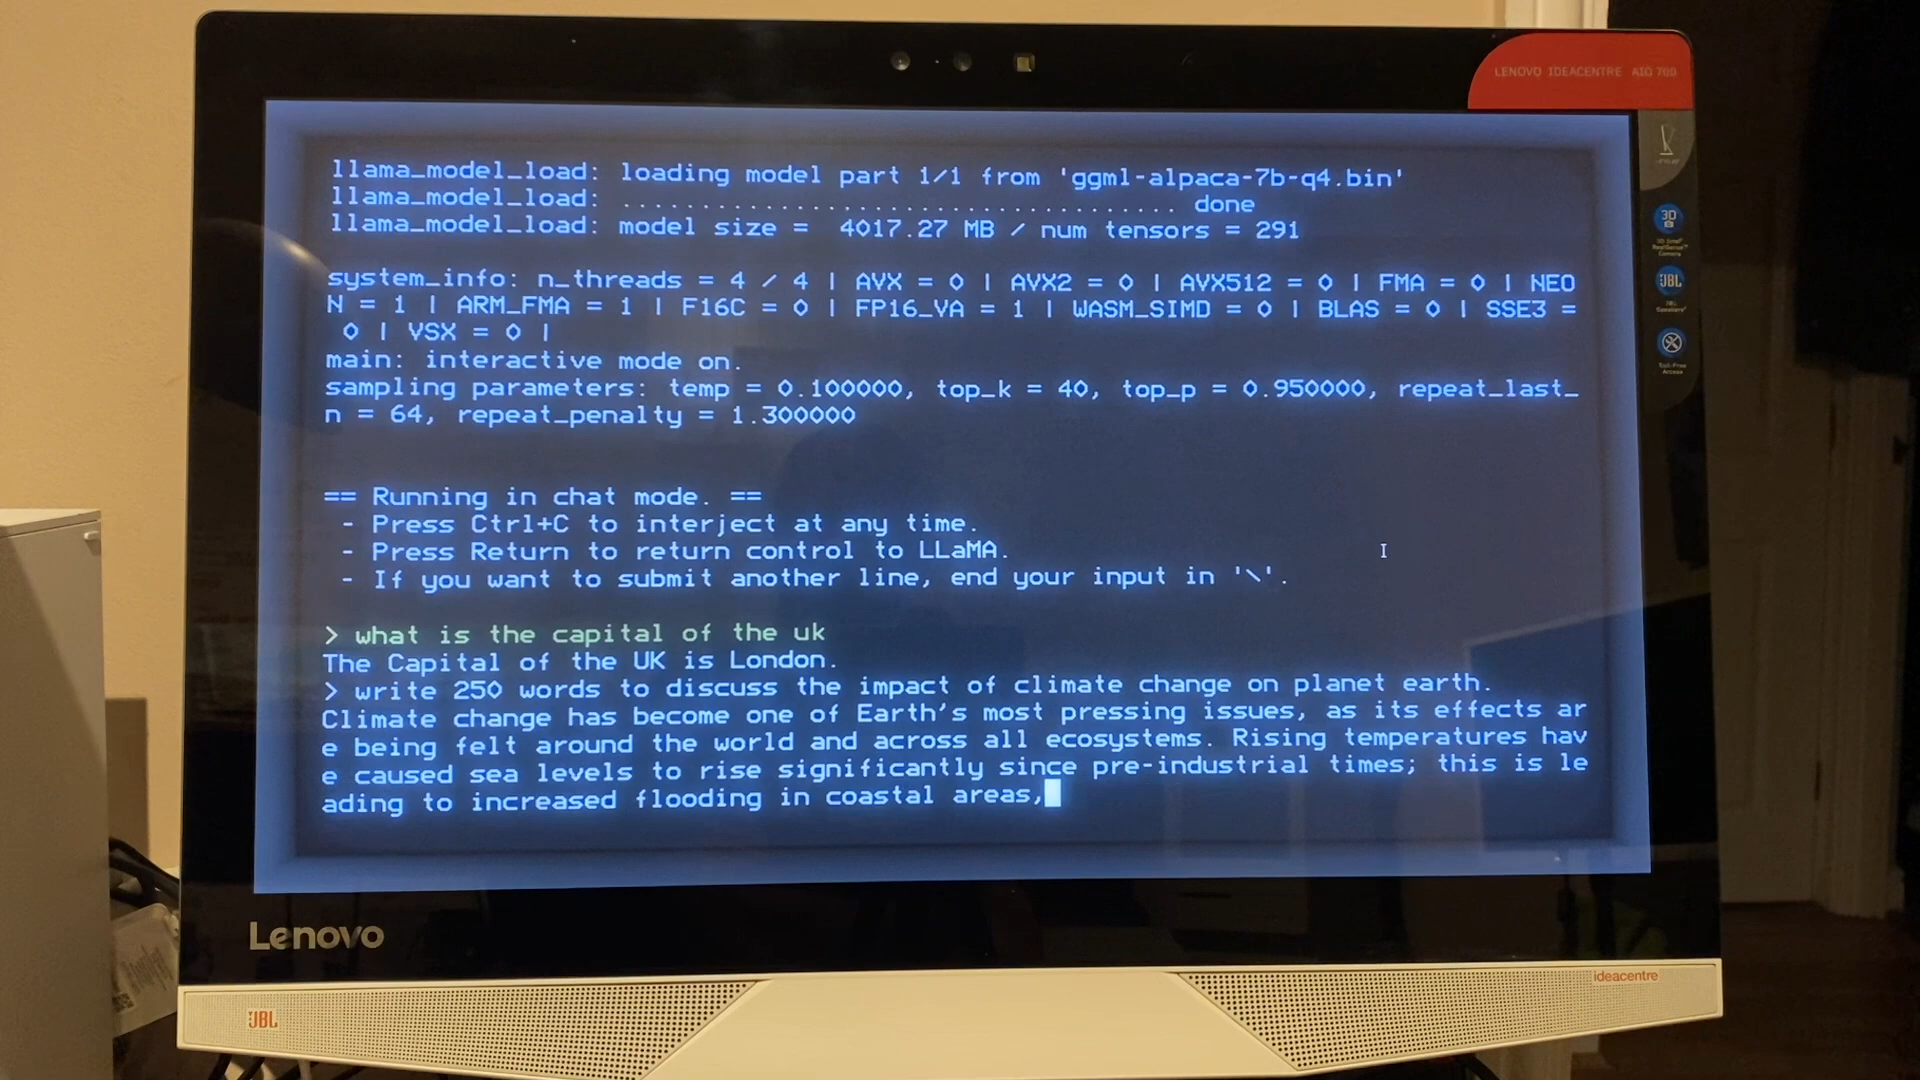 LENOVO IDEACENTRE AIO 700
llama_model_load: loading model part 1/1 from 'ggml-alpaca-7b-q4.bin'
llama_model_load: ................................... done
llama_model_load: model size =  4017.27 MB / num tensors = 291
system_info: n_threads = 4 / 4 | AVX = 0 | AVX2 = 0 | AVX512 = 0 | FMA = 0 | NEO
N = 1 | ARM_FMA = 1 | F16C = 0 | FP16_VA = 1 | WASM_SIMD = 0 | BLAS = 0 | SSE3 =
 0 | VSX = 0 |
main: interactive mode on.
sampling parameters: temp = 0.100000, top_k = 40, top_p = 0.950000, repeat_last_
n = 64, repeat_penalty = 1.300000
== Running in chat mode. ==
 - Press Ctrl+C to interject at any time.
 - Press Return to return control to LLaMA.
 - If you want to submit another line, end your input in '\'.
> what is the capital of the uk
The Capital of the UK is London.
> write 250 words to discuss the impact of climate change on planet earth.
Climate change has become one of Earth's most pressing issues, as its effects ar
e being felt around the world and across all ecosystems. Rising temperatures hav
e caused sea levels to rise significantly since pre-industrial times; this is le
ading to increased flooding in coastal areas,
3D
JBL
Tool-Free
Access
Lenovo
JBL
ideacentre